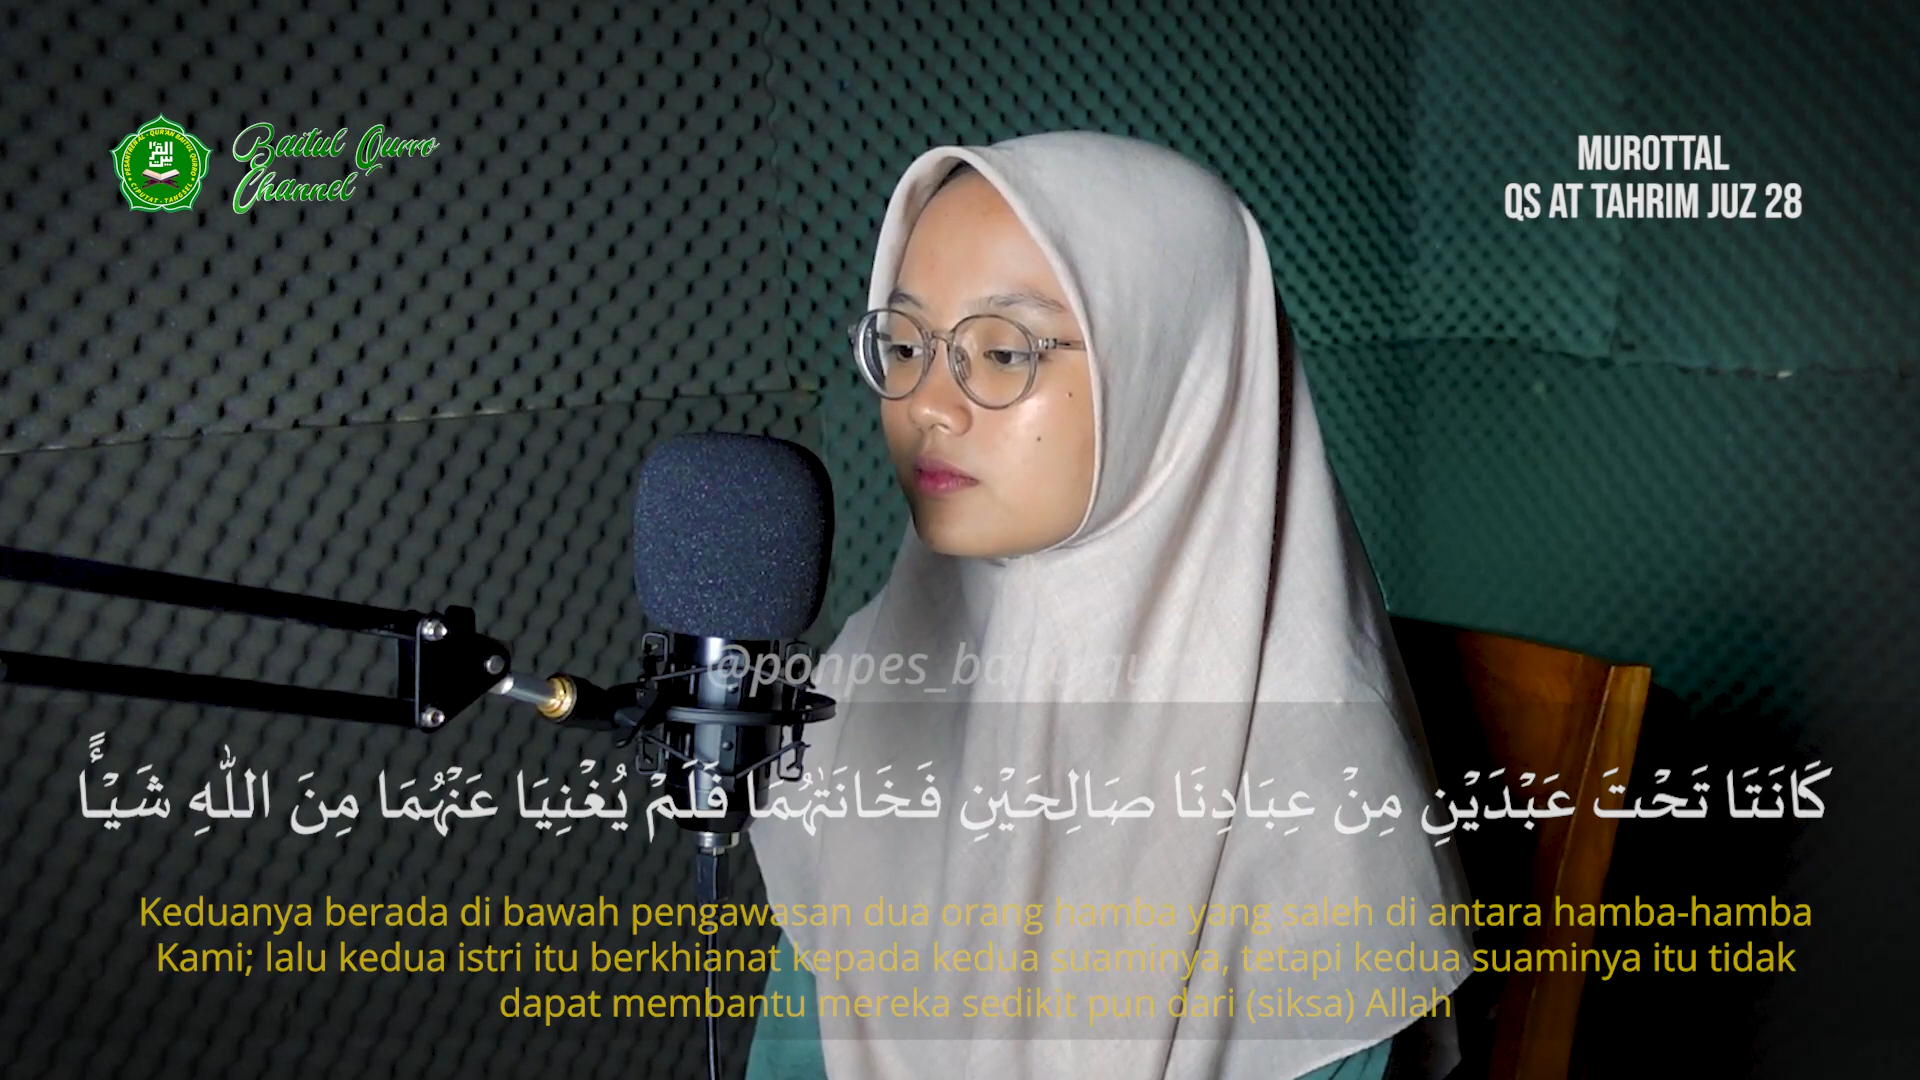 Baitul Qurro
Channel
MUROTTAL
QS AT TAHRIM JUZ 28
@ponpes_baitulqurro
كَانَتَا تَحْتَ عَبْدَيْنِ مِنْ عِبَادِنَا صَالِحَيْنِ فَخَانَتٰهُمَا فَلَمْ يُغْنِيَا عَنْهُمَا مِنَ اللّٰهِ شَيْـًٔا
Keduanya berada di bawah pengawasan dua orang hamba yang saleh di antara hamba-hamba
Kami; lalu kedua istri itu berkhianat kepada kedua suaminya, tetapi kedua suaminya itu tidak
dapat membantu mereka sedikit pun dari (siksa) Allah